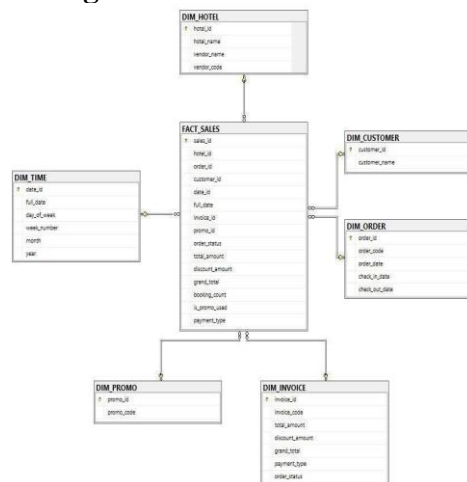 DIM_HOTEL
hotel_id
hotel_name
vendor_name
vendor_code
FACT_SALES
sales_id
hotel_id
order_id
customer_id
date_id
full_date
invoice_id
promo_id
order_status
total_amount
discount_amount
grand_total
booking_count
is_promo_used
payment_type
DIM_CUSTOMER
customer_id
customer_name
DIM_TIME
date_id
full_date
day_of_week
week_number
month
year
DIM_ORDER
order_id
order_code
order_date
check_in_date
check_out_date
DIM_PROMO
promo_id
promo_code
DIM_INVOICE
invoice_id
invoice_code
total_amount
discount_amount
grand_total
payment_type
order_status